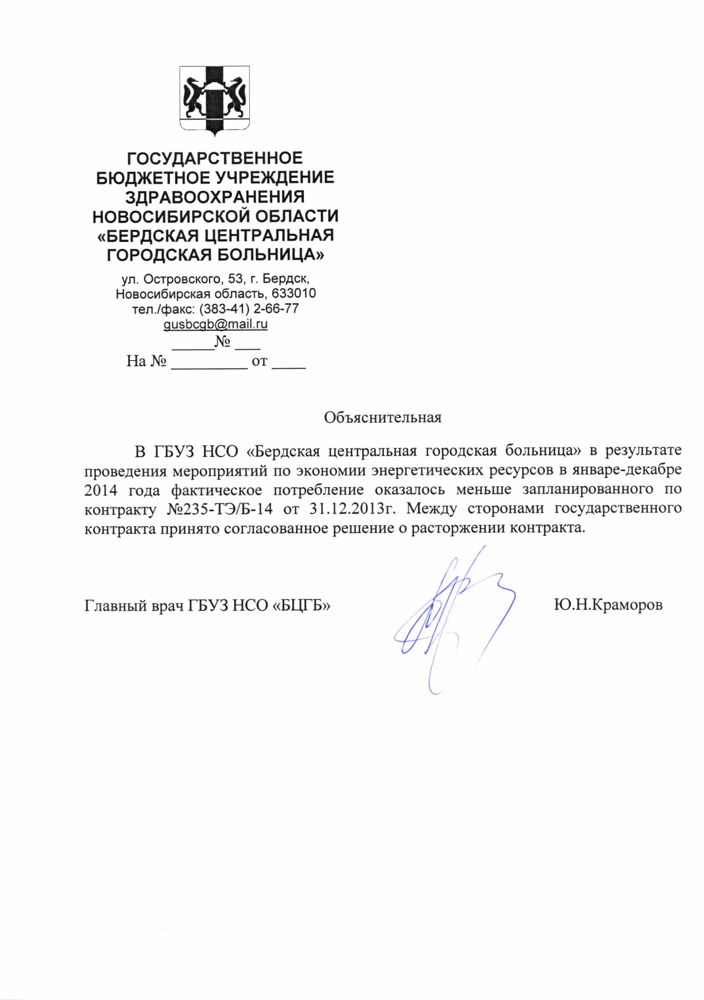 ГОСУДАРСТВЕННОЕ
БЮДЖЕТНОЕ УЧРЕЖДЕНИЕ
ЗДРАВООХРАНЕНИЯ
НОВОСИБИРСКОЙ ОБЛАСТИ
«БЕРДСКАЯ ЦЕНТРАЛЬНАЯ
ГОРОДСКАЯ БОЛЬНИЦА»
ул. Островского, 53, г. Бердск,
Новосибирская область, 633010
тел./факс: (383-41) 2-66-77
gusbcgb@mail.ru
_____№ ___
На № _________ от ____
Объяснительная
В ГБУЗ НСО «Бердская центральная городская больница» в результате
проведения мероприятий по экономии энергетических ресурсов в январе-декабре
2014 года фактическое потребление оказалось меньше запланированного по
контракту №235-ТЭ/Б-14 от 31.12.2013г. Между сторонами государственного
контракта принято согласованное решение о расторжении контракта.
Главный врач ГБУЗ НСО «БЦГБ» Ю.Н.Краморов